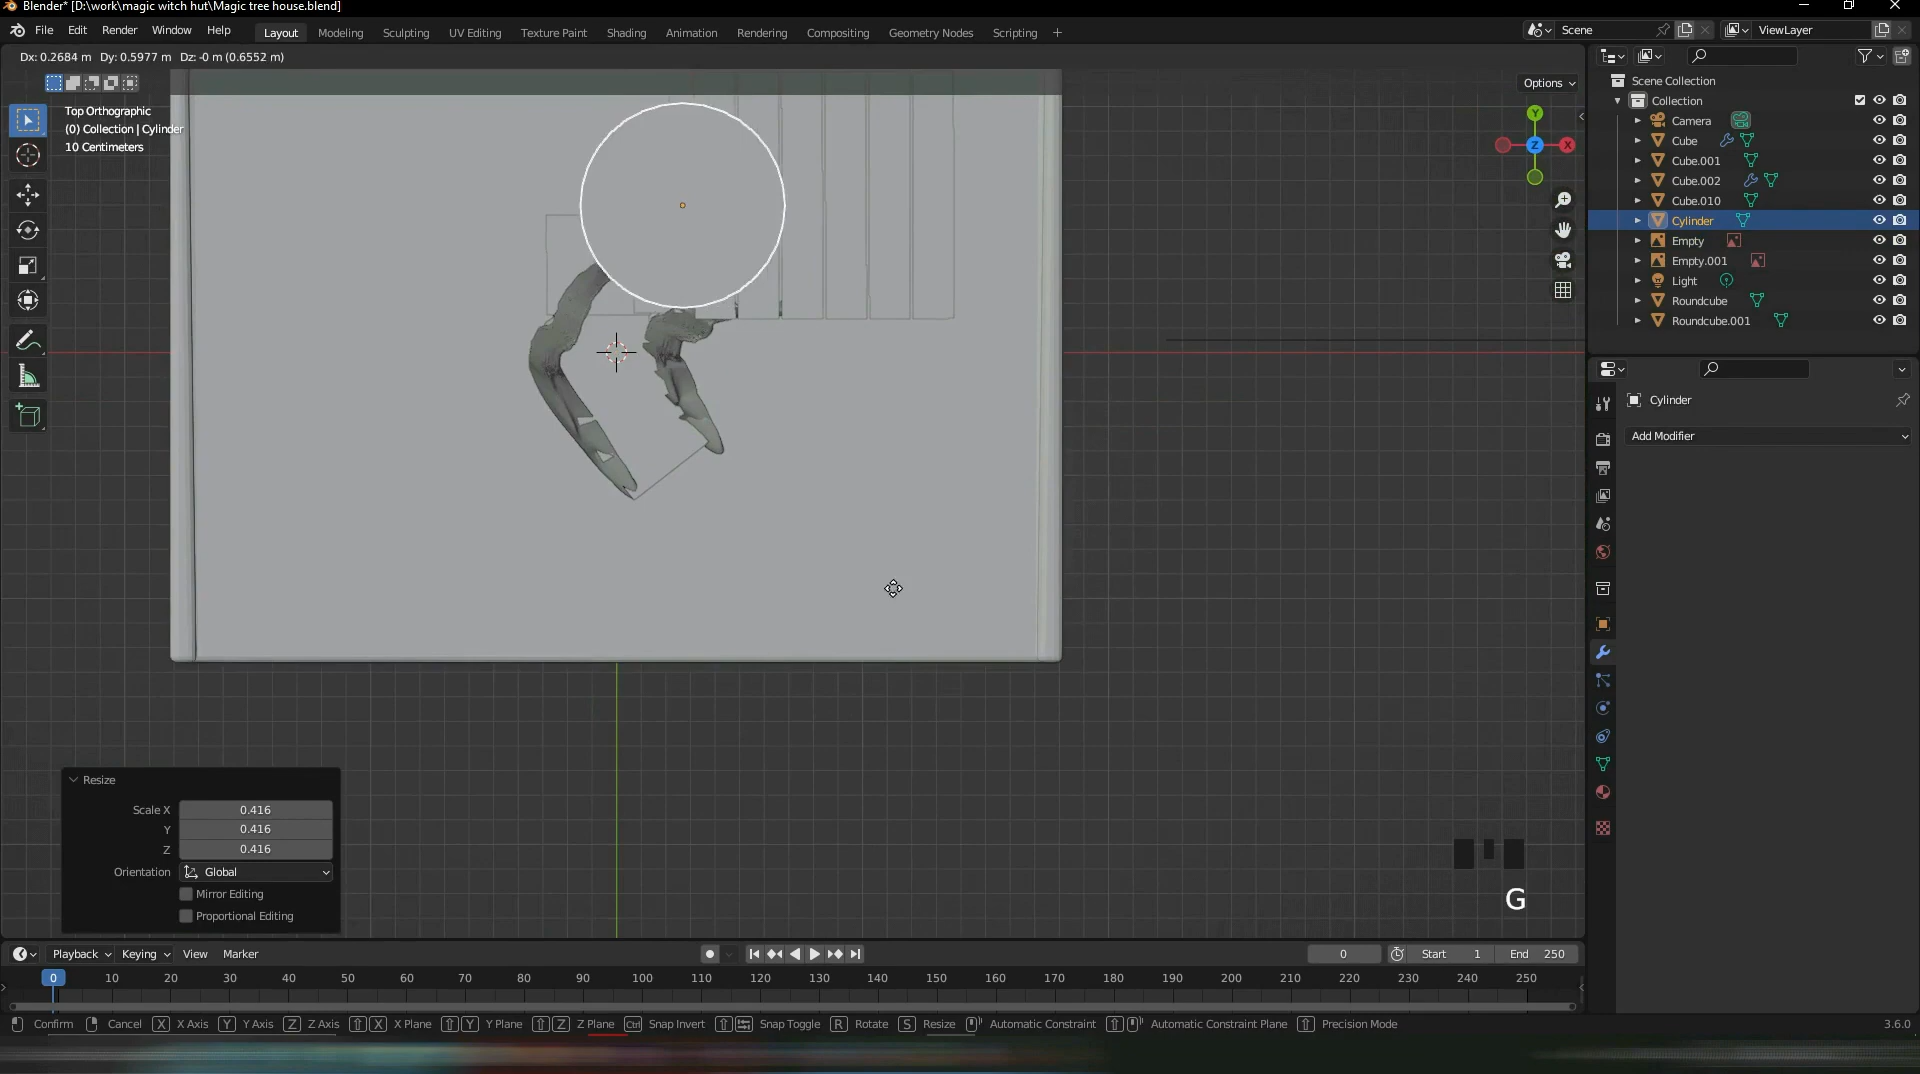 Blender* [D:\work\magic witch hut\Magic tree house.blend]
File Edit Render Window Help Layout Modeling Sculpting UV Editing Texture Paint Shading Animation Rendering Compositing Geometry Nodes Scripting + Scene ViewLayer
Dx: 0.2684 m Dy: 0.5977 m Dz: -0 m (0.6552 m)
Options
Top Orthographic
(0) Collection | Cylinder
10 Centimeters
Y
Z
X
Scene Collection
Collection
Camera
Cube
Cube.001
Cube.002
Cube.010
Cylinder
Empty
Empty.001
Light
Roundcube
Roundcube.001
Cylinder
Add Modifier
Resize
Scale X 0.416
Y 0.416
Z 0.416
Orientation Global
Mirror Editing
Proportional Editing
G
Playback Keying View Marker 0 Start 1 End 250
0 10 20 30 40 50 60 70 80 90 100 110 120 130 140 150 160 170 180 190 200 210 220 230 240 250
Confirm Cancel X X Axis Y Y Axis Z Z Axis X X Plane Y Y Plane Z Z Plane Ctrl Snap Invert Snap Toggle R Rotate S Resize Automatic Constraint Automatic Constraint Plane Precision Mode 3.6.0